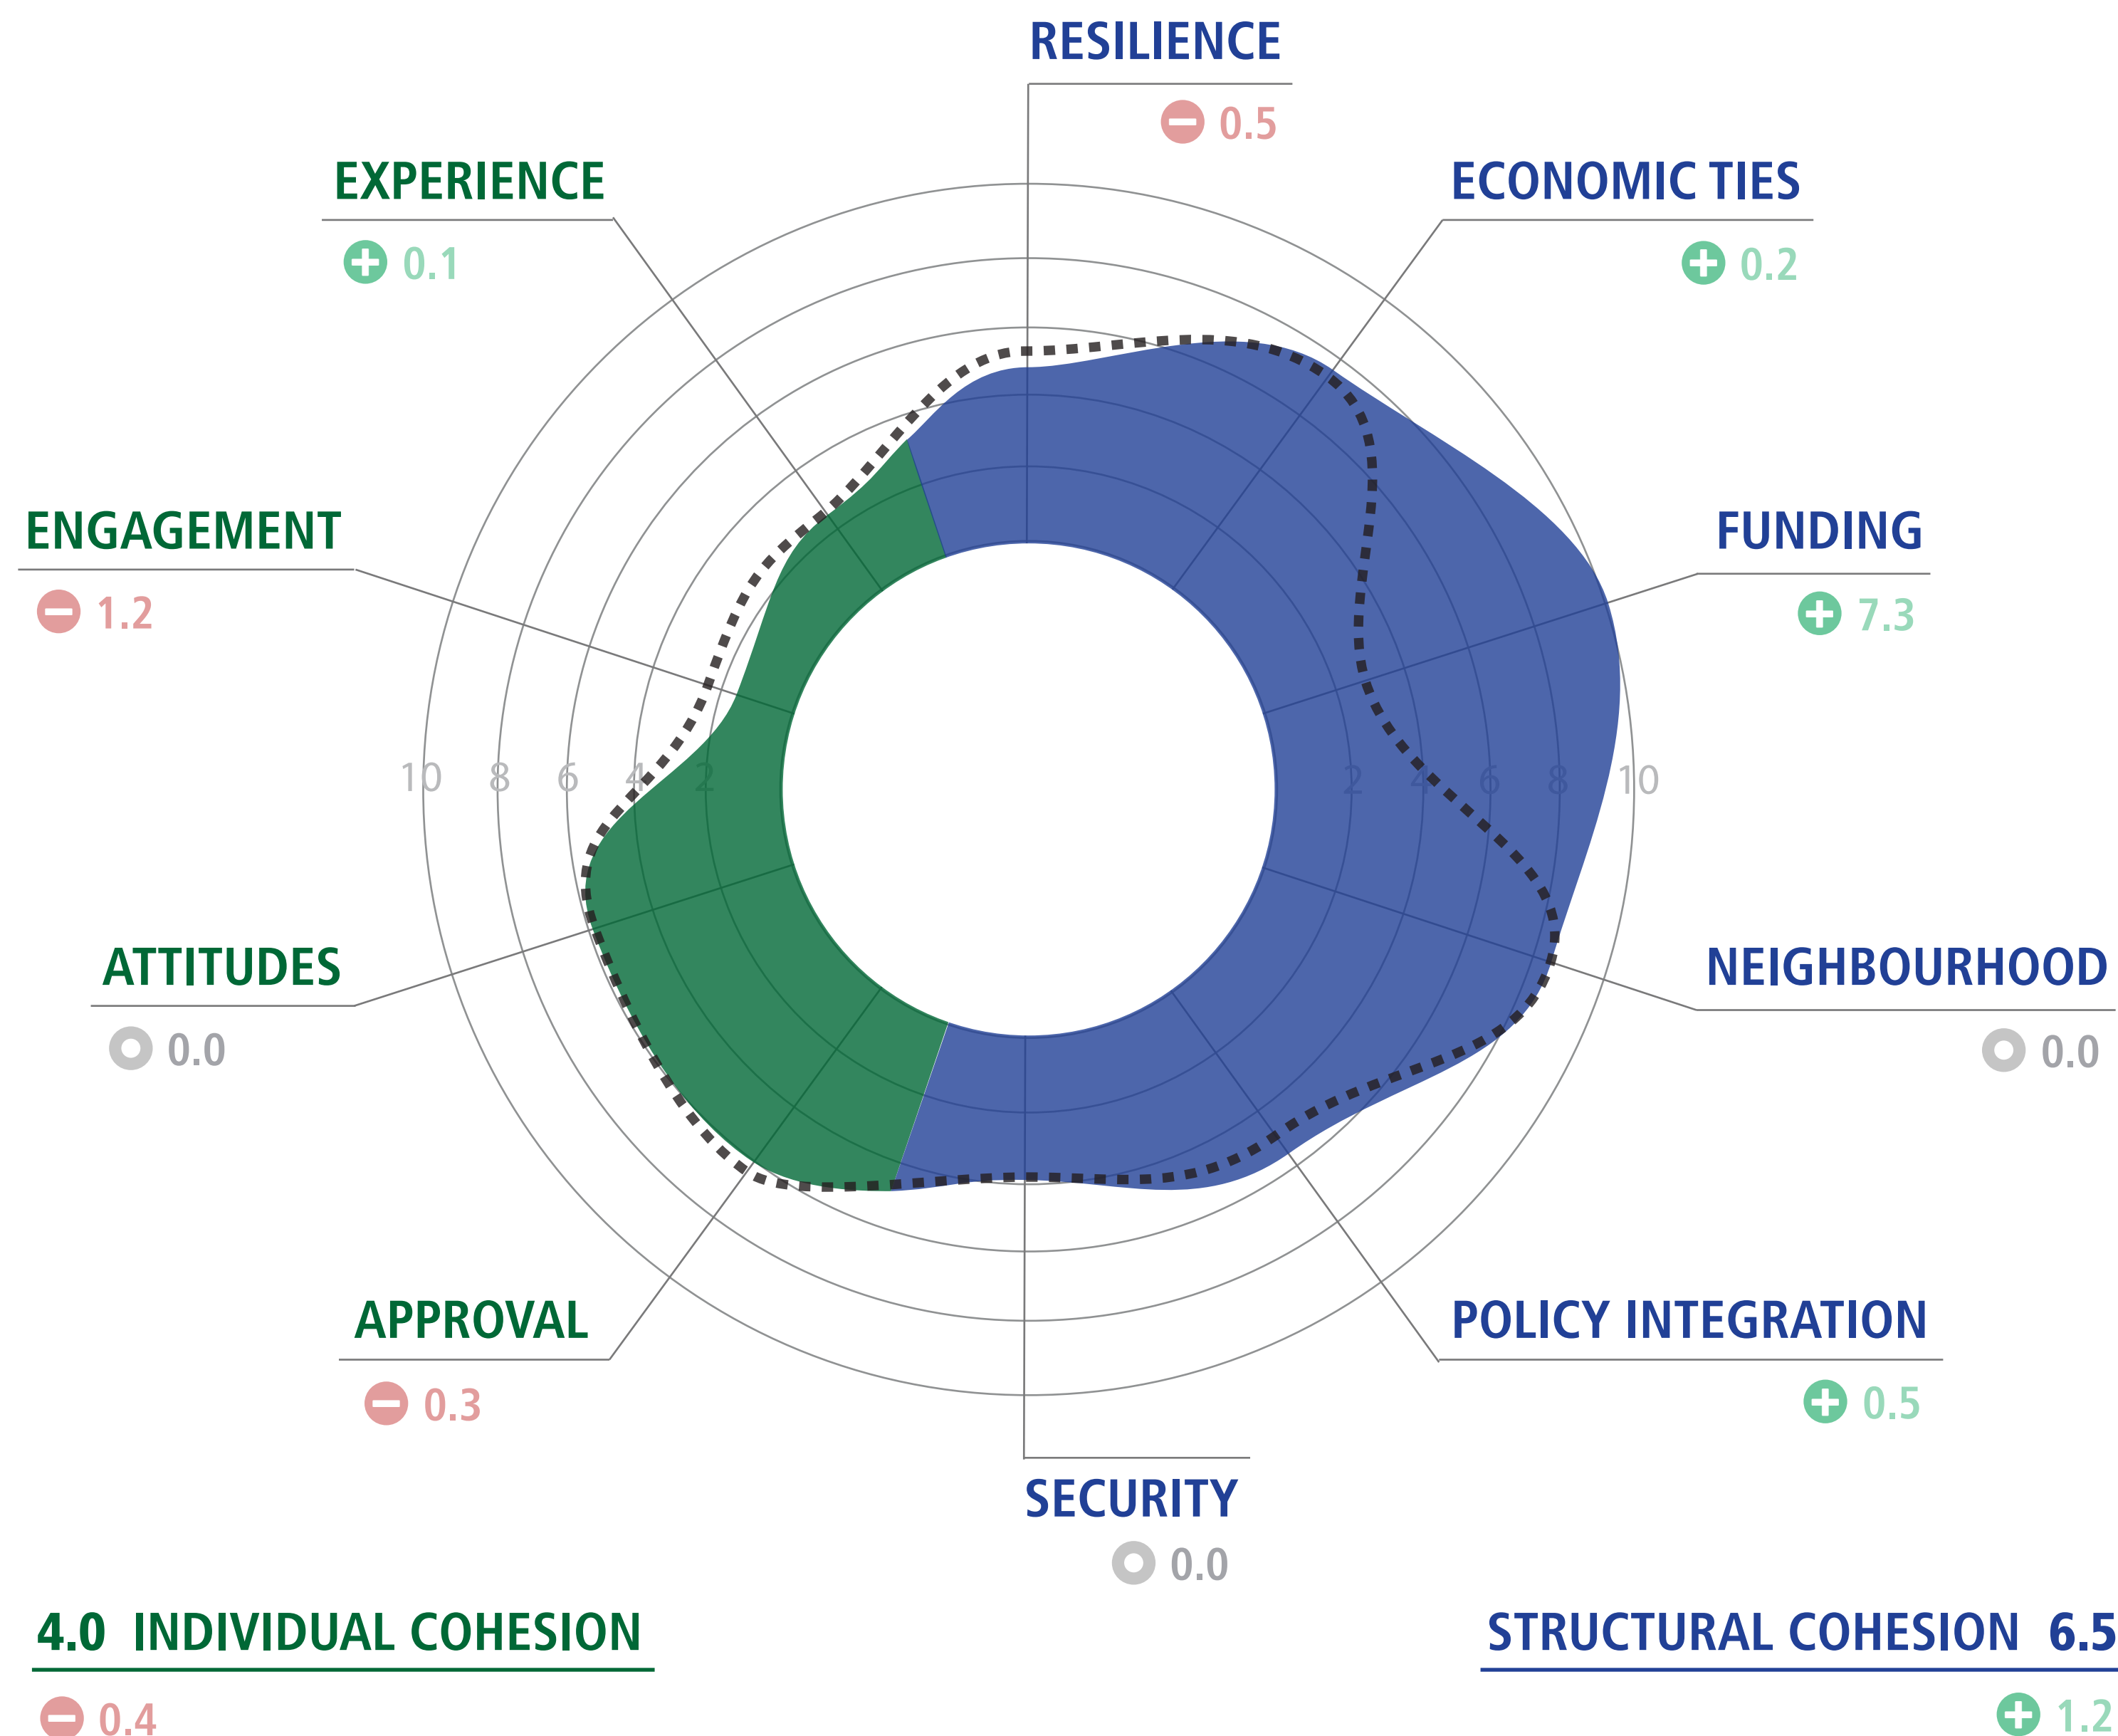 RESILIENCE
0.5
EXPERIENCE
0.1
ECONOMIC TIES
0.2
ENGAGEMENT
1.2
FUNDING
7.3
10 8 6 4 2 2 4 6 8 10
ATTITUDES
0.0
NEIGHBOURHOOD
0.0
APPROVAL
0.3
POLICY INTEGRATION
0.5
SECURITY
0.0
4.0 INDIVIDUAL COHESION
0.4
STRUCTURAL COHESION 6.5
1.2